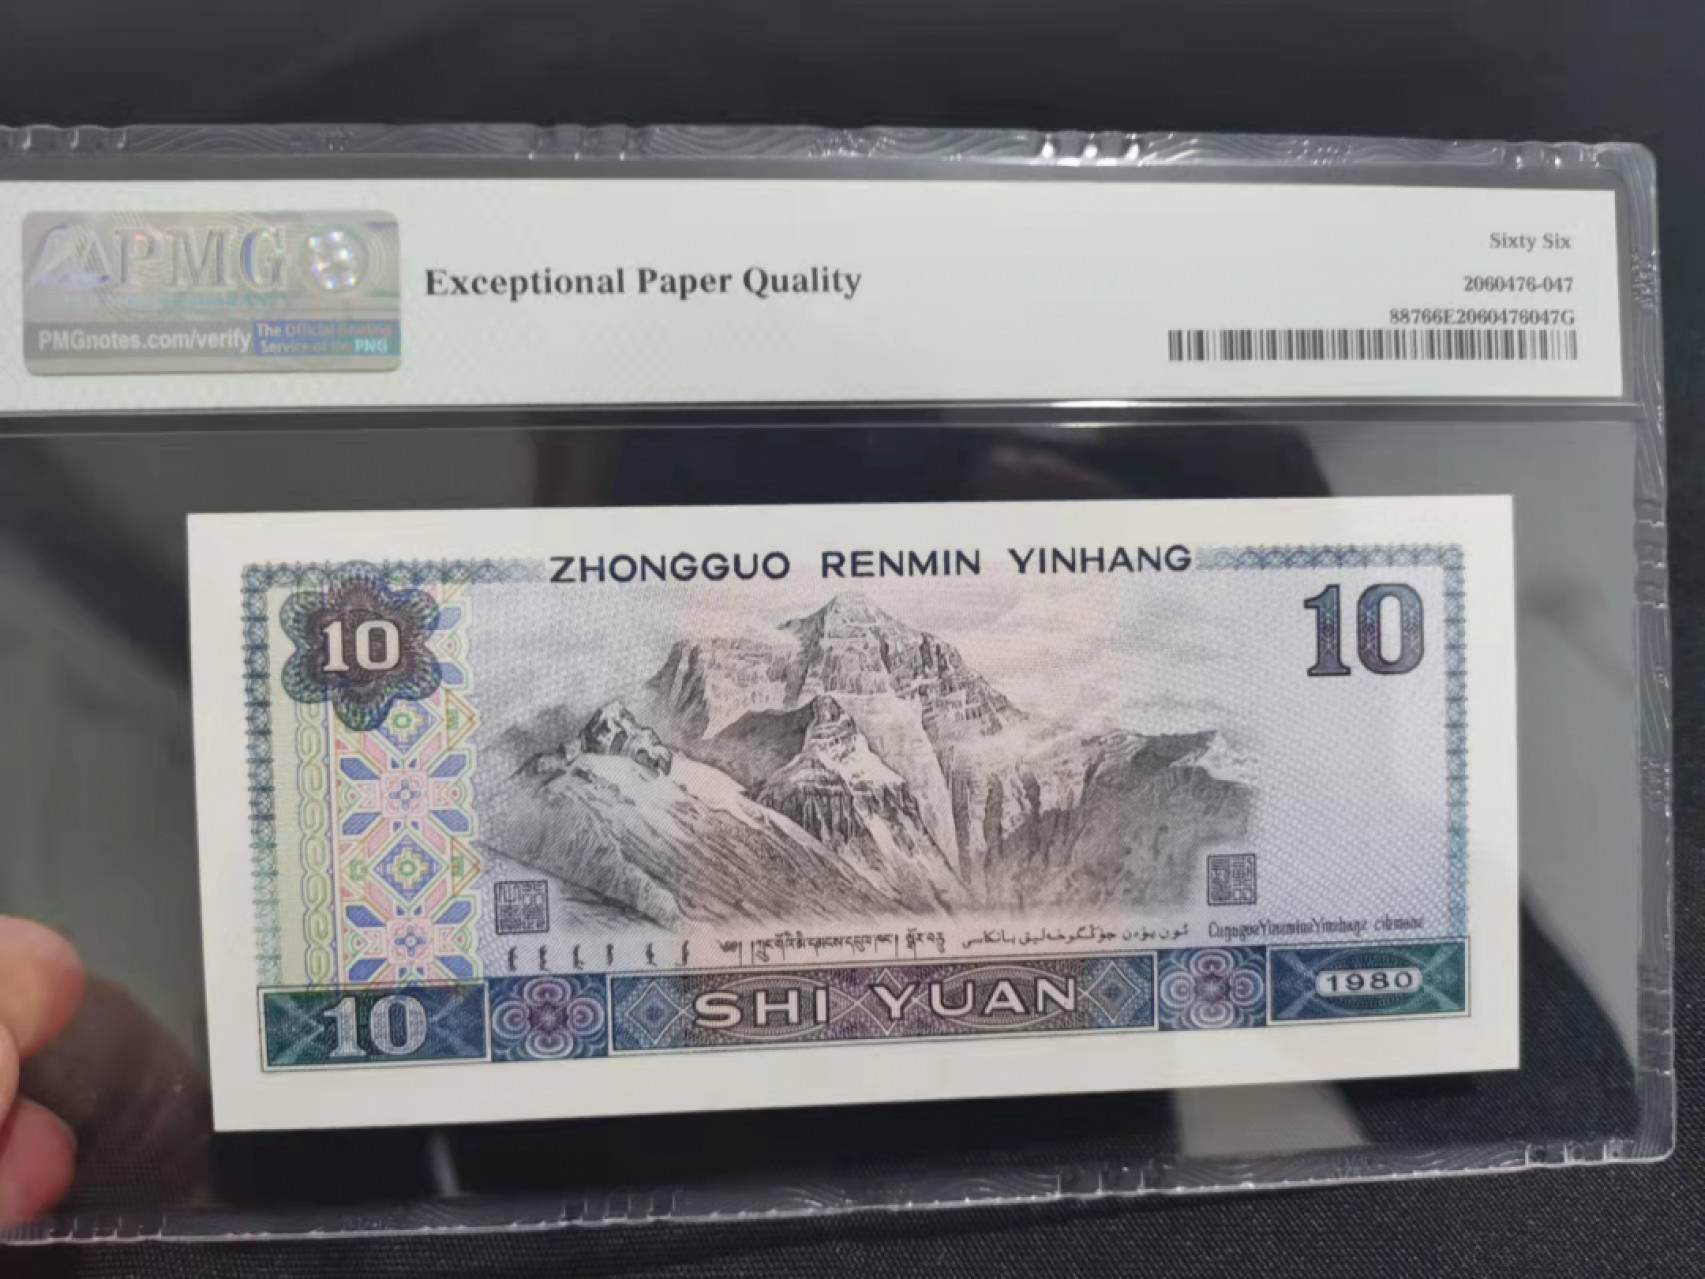 PMG
PMGnotes.com/verify
The Official Grading
Service of the PNG
Exceptional Paper Quality
Sixty Six
2060476-047
88766E2060476047G
ZHONGGUO RENMIN YINHANG
10
10
10
SHI YUAN
1980